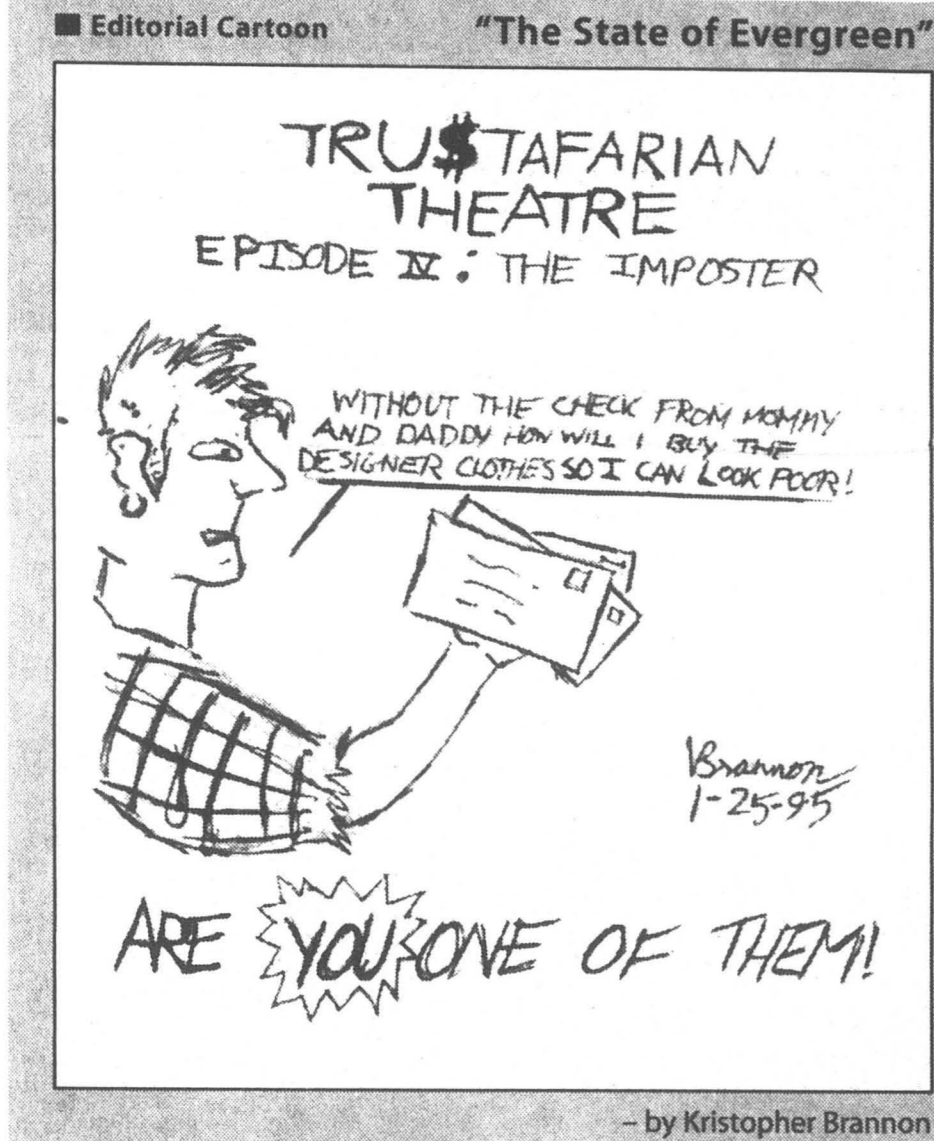 Editorial Cartoon "The State of Evergreen"
TRU$TAFARIAN
THEATRE
EPISODE IV: THE IMPOSTER
WITHOUT THE CHECK FROM MOMMY
AND DADDY HOW WILL I BUY THE
DESIGNER CLOTHES SO I CAN LOOK POOR!
Brannon
1-25-95
ARE YOU ONE OF THEM!
– by Kristopher Brannon